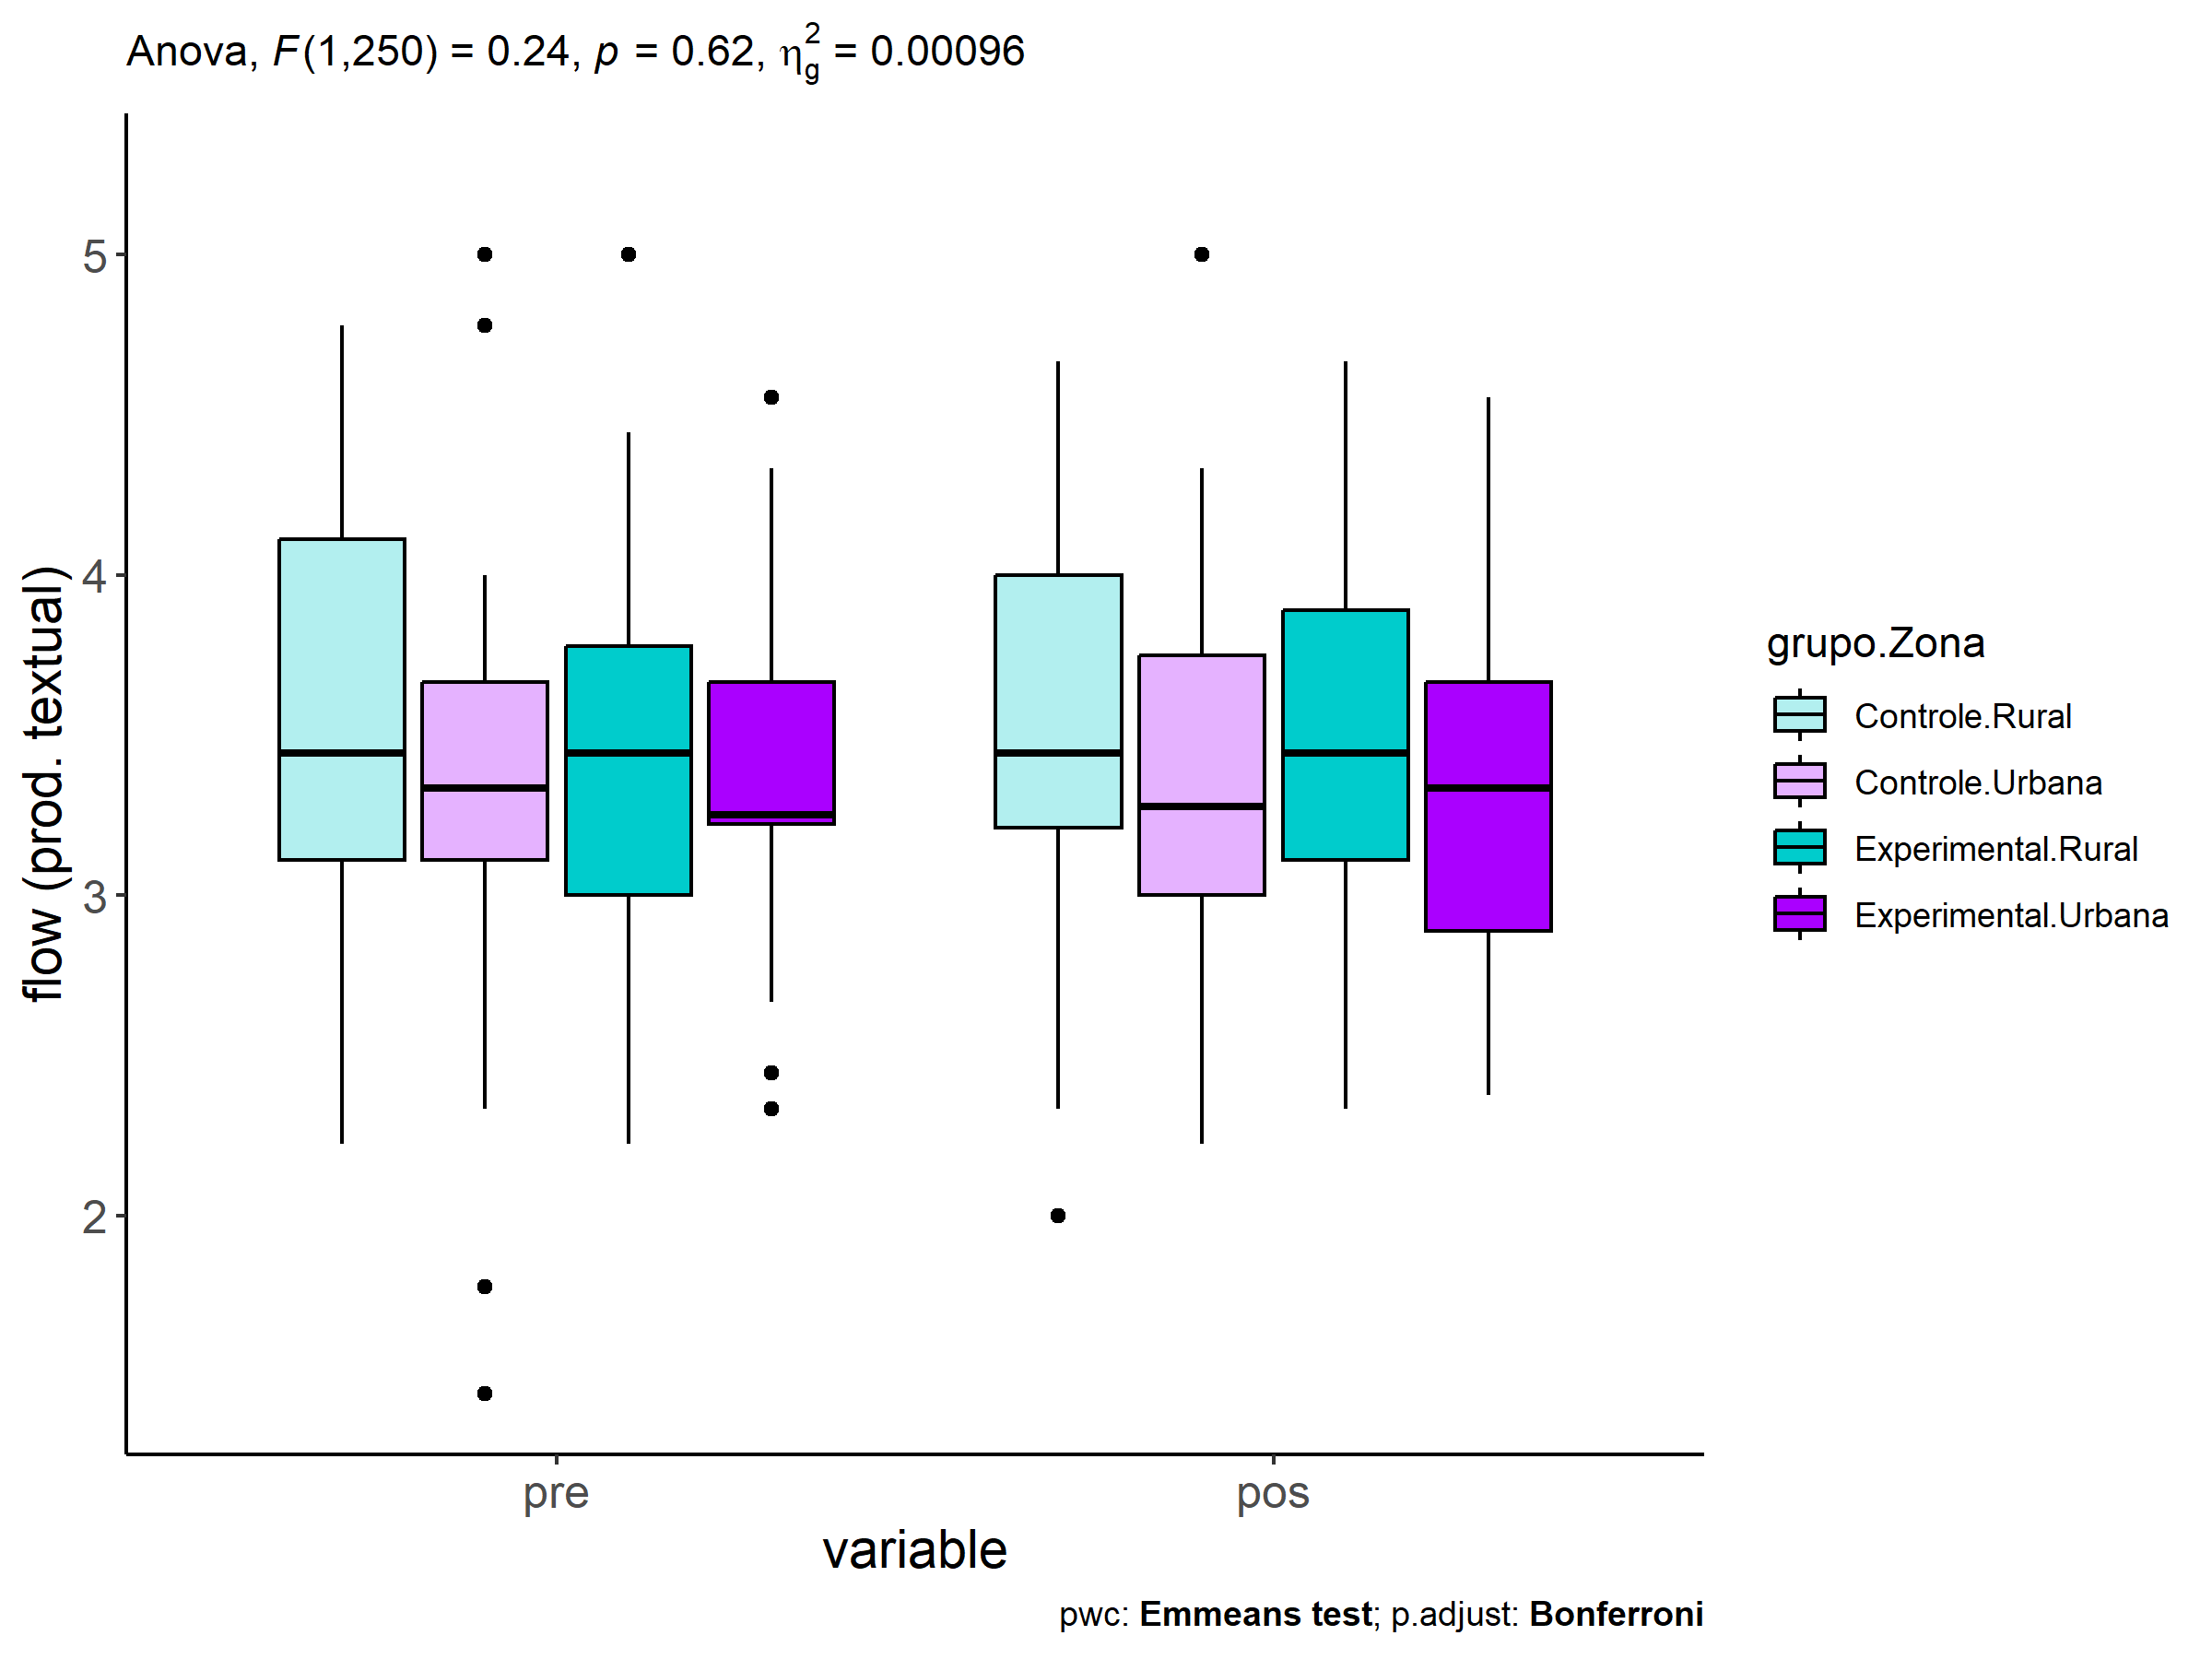 Anova, F(1,250) = 0.24, p = 0.62, η²g = 0.00096
flow (prod. textual)
5
4
3
2
pre
pos
variable
grupo.Zona
Controle.Rural
Controle.Urbana
Experimental.Rural
Experimental.Urbana
pwc: Emmeans test; p.adjust: Bonferroni